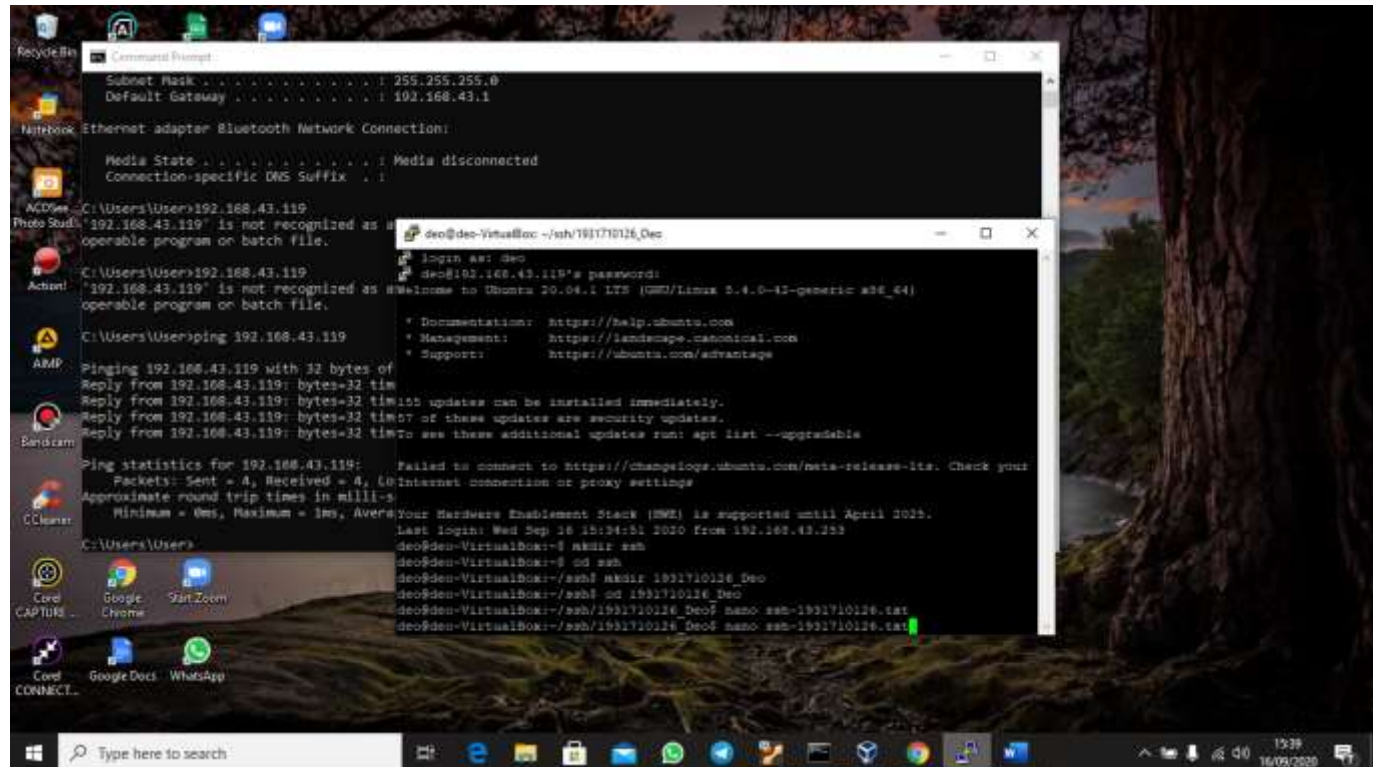 Recycle Bin
Command Prompt
Subnet Mask . . . . . . . . . . . : 255.255.255.0
Default Gateway . . . . . . . . . : 192.168.43.1
Notebook
Ethernet adapter Bluetooth Network Connection:
Media State . . . . . . . . . . . : Media disconnected
Connection-specific DNS Suffix  . :
ACDSee
Photo Stud...
C:\Users\User>192.168.43.119
'192.168.43.119' is not recognized as a
operable program or batch file.
Action!
C:\Users\User>192.168.43.119
'192.168.43.119' is not recognized as a
operable program or batch file.
AIMP
C:\Users\User>ping 192.168.43.119
Pinging 192.168.43.119 with 32 bytes of
Reply from 192.168.43.119: bytes=32 tim
Reply from 192.168.43.119: bytes=32 tim
Reply from 192.168.43.119: bytes=32 tim
Reply from 192.168.43.119: bytes=32 tim
Bandicam
Ping statistics for 192.168.43.119:
Packets: Sent = 4, Received = 4, Lo
Approximate round trip times in milli-s
Minimum = 0ms, Maximum = 1ms, Avera
CCleaner
C:\Users\User>
deo@deo-VirtualBox: ~/ssh/1931710126_Deo
login as: deo
deo@192.168.43.119's password:
Welcome to Ubuntu 20.04.1 LTS (GNU/Linux 5.4.0-42-generic x86_64)
* Documentation:  https://help.ubuntu.com
* Management:     https://landscape.canonical.com
* Support:        https://ubuntu.com/advantage
155 updates can be installed immediately.
57 of these updates are security updates.
To see these additional updates run: apt list --upgradable
Failed to connect to https://changelogs.ubuntu.com/meta-release-lts. Check your
Internet connection or proxy settings
Your Hardware Enablement Stack (HWE) is supported until April 2025.
Last login: Wed Sep 16 15:34:51 2020 from 192.168.43.253
deo@deo-VirtualBox:~$ mkdir ssh
deo@deo-VirtualBox:~$ cd ssh
deo@deo-VirtualBox:~/ssh$ mkdir 1931710126_Deo
deo@deo-VirtualBox:~/ssh$ cd 1931710126_Deo
deo@deo-VirtualBox:~/ssh/1931710126_Deo$ nano ssh-1931710126.txt
deo@deo-VirtualBox:~/ssh/1931710126_Deo$ nano ssh-1931710126.txt
Corel
CAPTURE ...
Google
Chrome
Start Zoom
Corel
CONNECT...
Google Docs
WhatsApp
Type here to search
15:39
16/09/2020